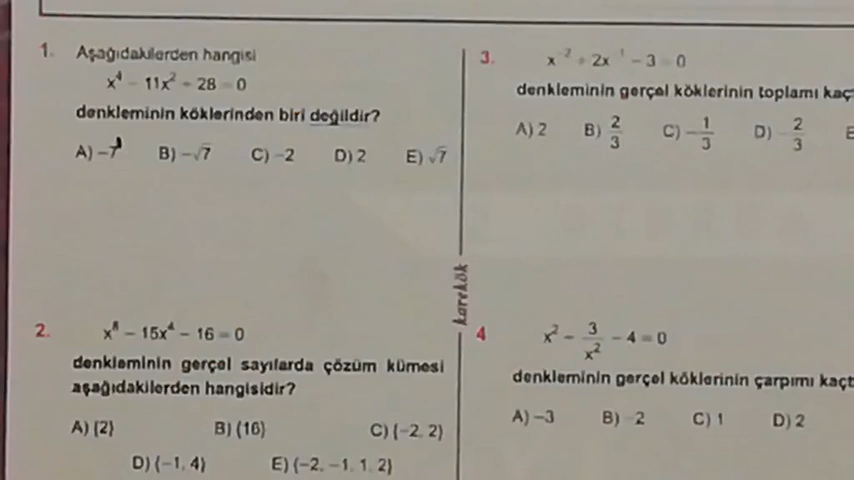 1. Aşağıdakilerden hangisi
x⁴ - 11x² + 28 = 0
denkleminin köklerinden biri değildir?
A) -7 B) -√7 C) -2 D) 2 E) √7
2. x⁸ - 15x⁴ - 16 = 0
denkleminin gerçel sayılarda çözüm kümesi
aşağıdakilerden hangisidir?
A) {2} B) {16} C) {-2, 2}
D) {-1, 4} E) {-2, -1, 1, 2}
karekök
3. x⁻² + 2x⁻¹ - 3 = 0
denkleminin gerçel köklerinin toplamı kaç
A) 2 B) 2/3 C) -1/3 D) -2/3 E
4 x² - 3/x² - 4 = 0
denkleminin gerçel köklerinin çarpımı kaçt
A) -3 B) -2 C) 1 D) 2